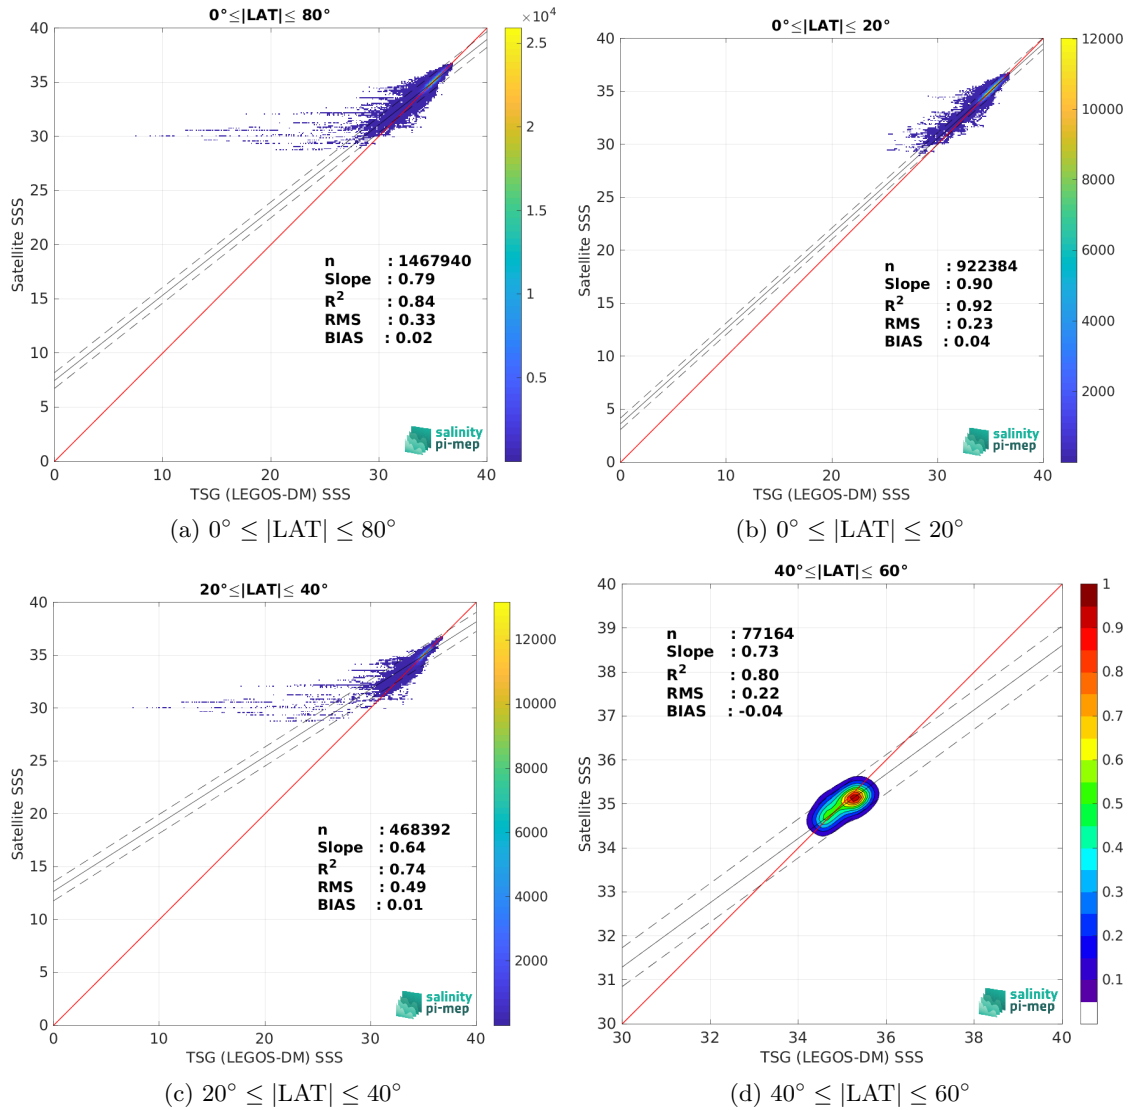 0°≤|LAT|≤ 80°
×10^4
40
35
30
25
20
15
10
5
0
Satellite SSS
n : 1467940
Slope : 0.79
R^2 : 0.84
RMS : 0.33
BIAS : 0.02
salinity
pi-mep
0 10 20 30 40
TSG (LEGOS-DM) SSS
2.5
2
1.5
1
0.5
(a) 0° ≤ |LAT| ≤ 80°
0°≤|LAT|≤ 20°
40
35
30
25
20
15
10
5
0
Satellite SSS
n : 922384
Slope : 0.90
R^2 : 0.92
RMS : 0.23
BIAS : 0.04
salinity
pi-mep
0 10 20 30 40
TSG (LEGOS-DM) SSS
12000
10000
8000
6000
4000
2000
(b) 0° ≤ |LAT| ≤ 20°
20°≤|LAT|≤ 40°
40
35
30
25
20
15
10
5
0
Satellite SSS
n : 468392
Slope : 0.64
R^2 : 0.74
RMS : 0.49
BIAS : 0.01
salinity
pi-mep
0 10 20 30 40
TSG (LEGOS-DM) SSS
12000
10000
8000
6000
4000
2000
(c) 20° ≤ |LAT| ≤ 40°
40°≤|LAT|≤ 60°
40
39
38
37
36
35
34
33
32
31
30
Satellite SSS
n : 77164
Slope : 0.73
R^2 : 0.80
RMS : 0.22
BIAS : -0.04
salinity
pi-mep
30 32 34 36 38 40
TSG (LEGOS-DM) SSS
1
0.9
0.8
0.7
0.6
0.5
0.4
0.3
0.2
0.1
(d) 40° ≤ |LAT| ≤ 60°